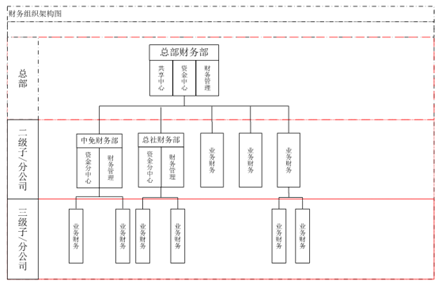 财务组织架构图
总部
总部财务部
共享中心
资金中心
财务管理
二级子/分公司
中免财务部
资金分中心
财务管理
总社财务部
资金分中心
财务管理
业务财务
业务财务
业务财务
三级子/分公司
业务财务
业务财务
业务财务
业务财务
业务财务
业务财务